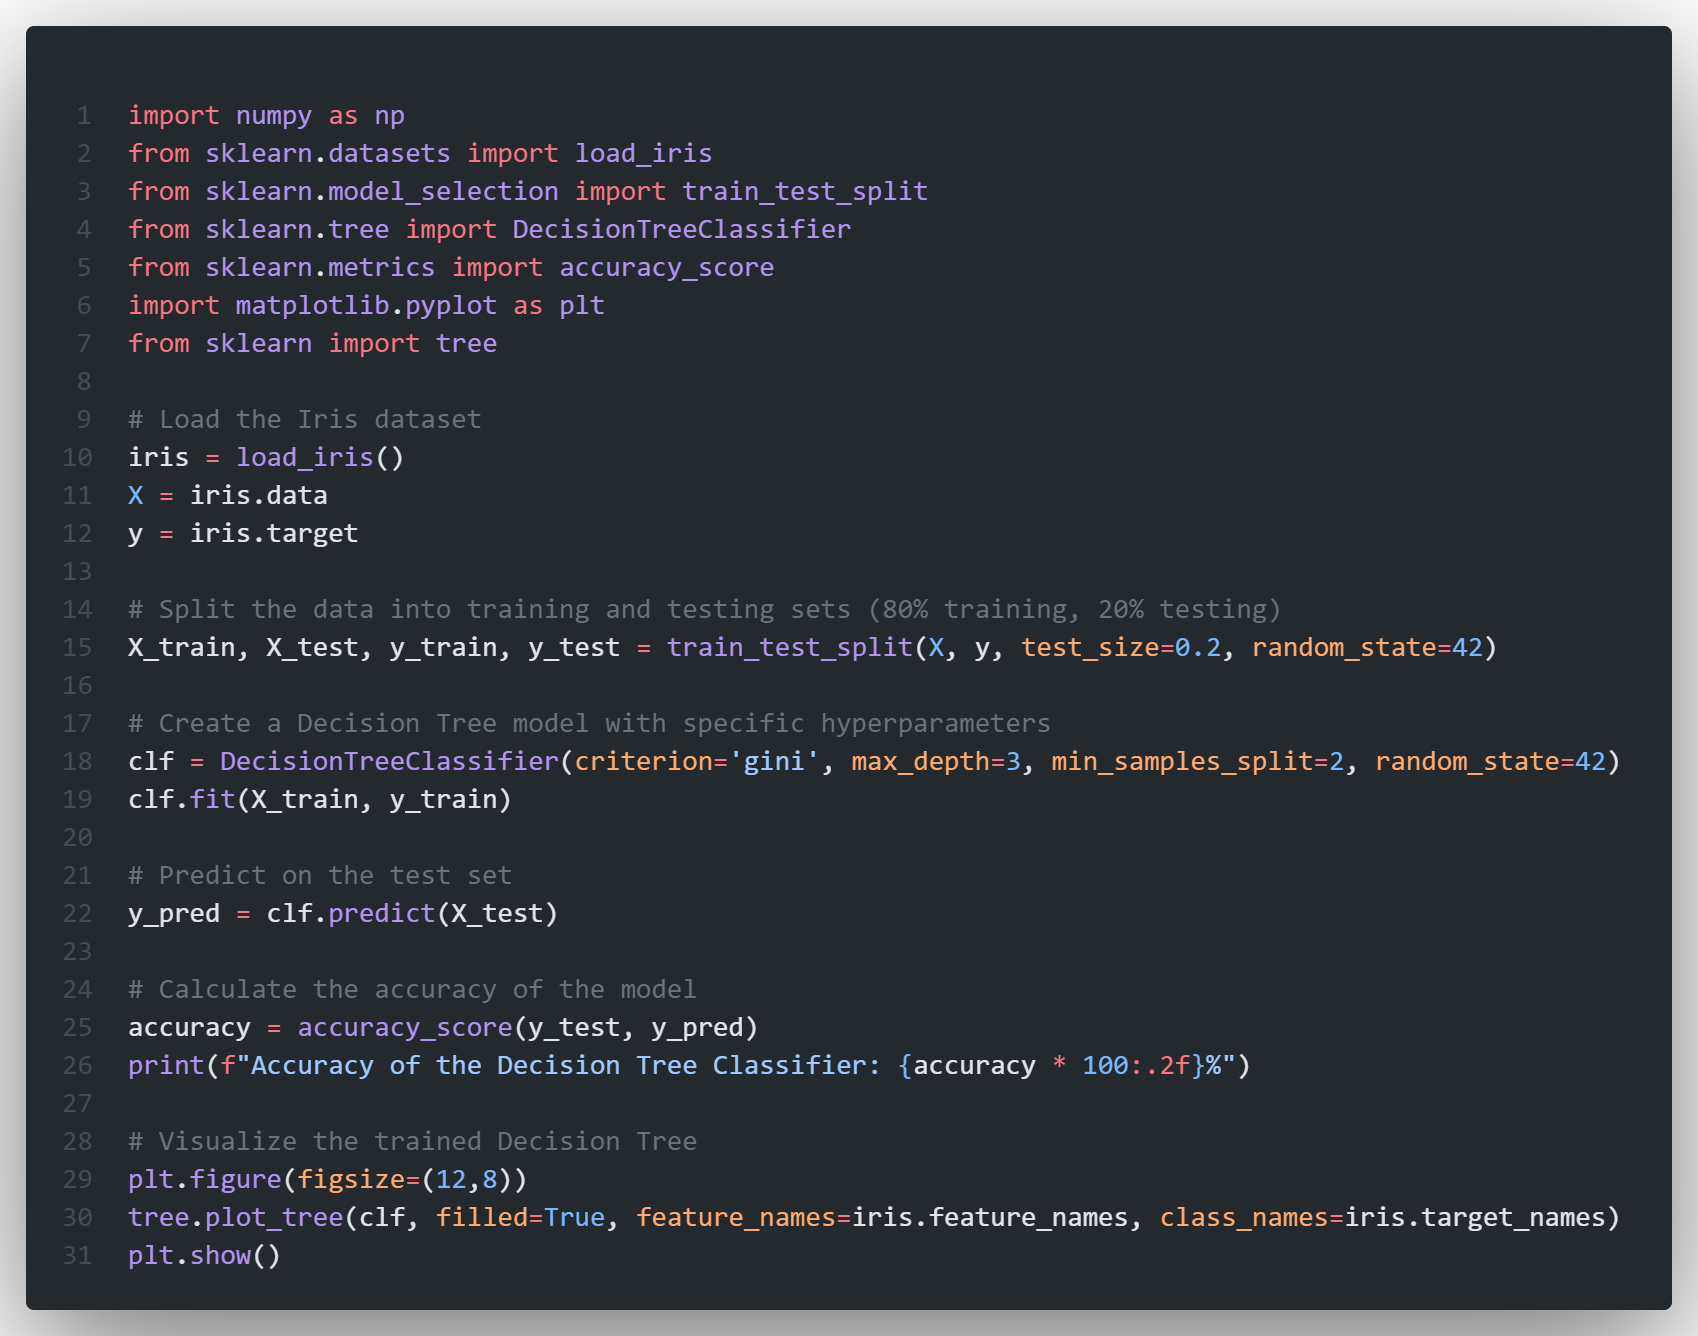 1 import numpy as np
2 from sklearn.datasets import load_iris
3 from sklearn.model_selection import train_test_split
4 from sklearn.tree import DecisionTreeClassifier
5 from sklearn.metrics import accuracy_score
6 import matplotlib.pyplot as plt
7 from sklearn import tree
8
9 # Load the Iris dataset
10 iris = load_iris()
11 X = iris.data
12 y = iris.target
13
14 # Split the data into training and testing sets (80% training, 20% testing)
15 X_train, X_test, y_train, y_test = train_test_split(X, y, test_size=0.2, random_state=42)
16
17 # Create a Decision Tree model with specific hyperparameters
18 clf = DecisionTreeClassifier(criterion='gini', max_depth=3, min_samples_split=2, random_state=42)
19 clf.fit(X_train, y_train)
20
21 # Predict on the test set
22 y_pred = clf.predict(X_test)
23
24 # Calculate the accuracy of the model
25 accuracy = accuracy_score(y_test, y_pred)
26 print(f"Accuracy of the Decision Tree Classifier: {accuracy * 100:.2f}%")
27
28 # Visualize the trained Decision Tree
29 plt.figure(figsize=(12,8))
30 tree.plot_tree(clf, filled=True, feature_names=iris.feature_names, class_names=iris.target_names)
31 plt.show()